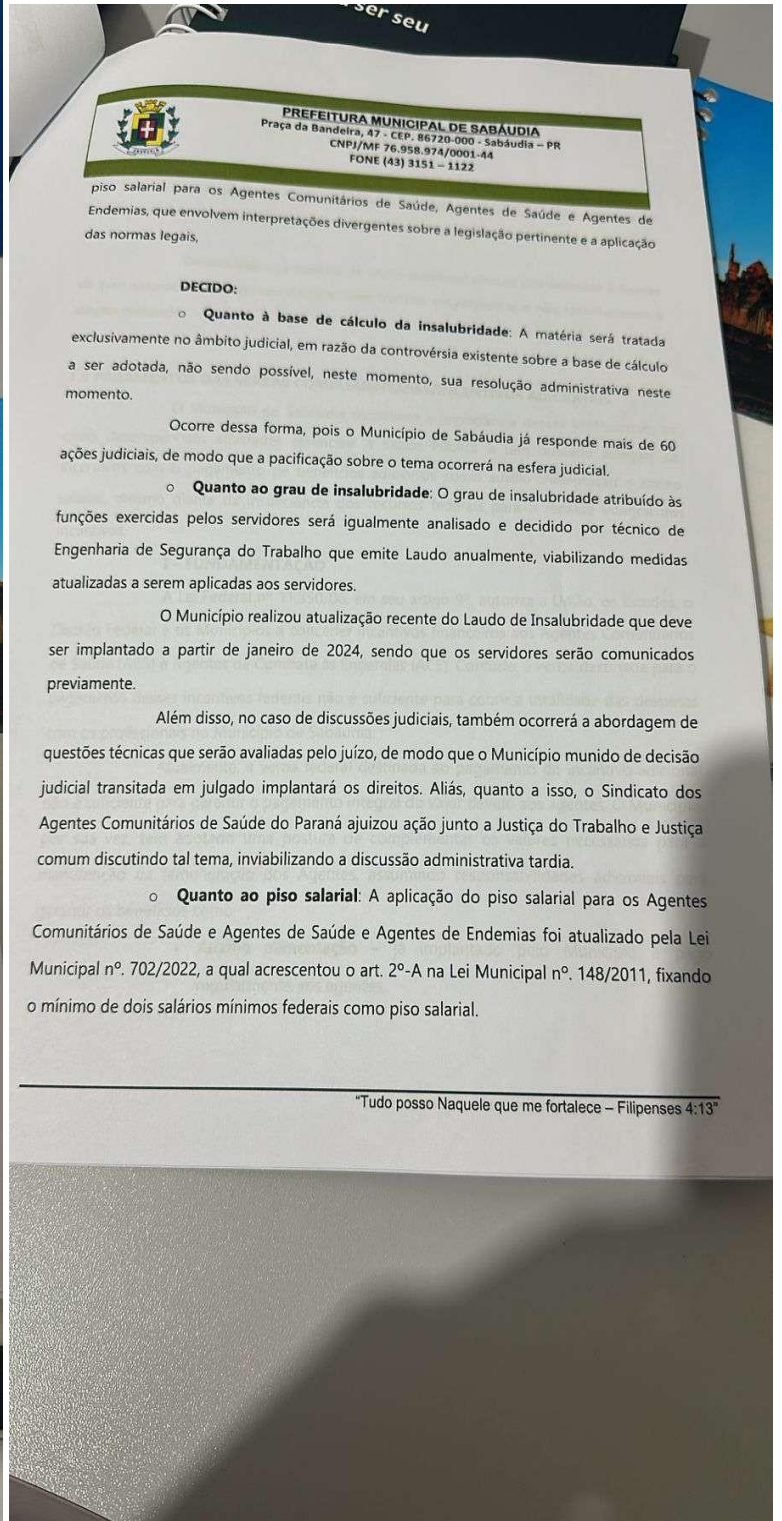 ser seu
PREFEITURA MUNICIPAL DE SABÁUDIA
Praça da Bandeira, 47 - CEP. 86720-000 - Sabáudia – PR
CNPJ/MF 76.958.974/0001-44
FONE (43) 3151 – 1122
piso salarial para os Agentes Comunitários de Saúde, Agentes de Saúde e Agentes de
Endemias, que envolvem interpretações divergentes sobre a legislação pertinente e a aplicação
das normas legais,
DECIDO:
o Quanto à base de cálculo da insalubridade: A matéria será tratada
exclusivamente no âmbito judicial, em razão da controvérsia existente sobre a base de cálculo
a ser adotada, não sendo possível, neste momento, sua resolução administrativa neste
momento.
Ocorre dessa forma, pois o Município de Sabáudia já responde mais de 60
ações judiciais, de modo que a pacificação sobre o tema ocorrerá na esfera judicial.
o Quanto ao grau de insalubridade: O grau de insalubridade atribuído às
funções exercidas pelos servidores será igualmente analisado e decidido por técnico de
Engenharia de Segurança do Trabalho que emite Laudo anualmente, viabilizando medidas
atualizadas a serem aplicadas aos servidores.
O Município realizou atualização recente do Laudo de Insalubridade que deve
ser implantado a partir de janeiro de 2024, sendo que os servidores serão comunicados
previamente.
Além disso, no caso de discussões judiciais, também ocorrerá a abordagem de
questões técnicas que serão avaliadas pelo juízo, de modo que o Município munido de decisão
judicial transitada em julgado implantará os direitos. Aliás, quanto a isso, o Sindicato dos
Agentes Comunitários de Saúde do Paraná ajuizou ação junto a Justiça do Trabalho e Justiça
comum discutindo tal tema, inviabilizando a discussão administrativa tardia.
o Quanto ao piso salarial: A aplicação do piso salarial para os Agentes
Comunitários de Saúde e Agentes de Saúde e Agentes de Endemias foi atualizado pela Lei
Municipal nº. 702/2022, a qual acrescentou o art. 2º-A na Lei Municipal nº. 148/2011, fixando
o mínimo de dois salários mínimos federais como piso salarial.
"Tudo posso Naquele que me fortalece – Filipenses 4:13"